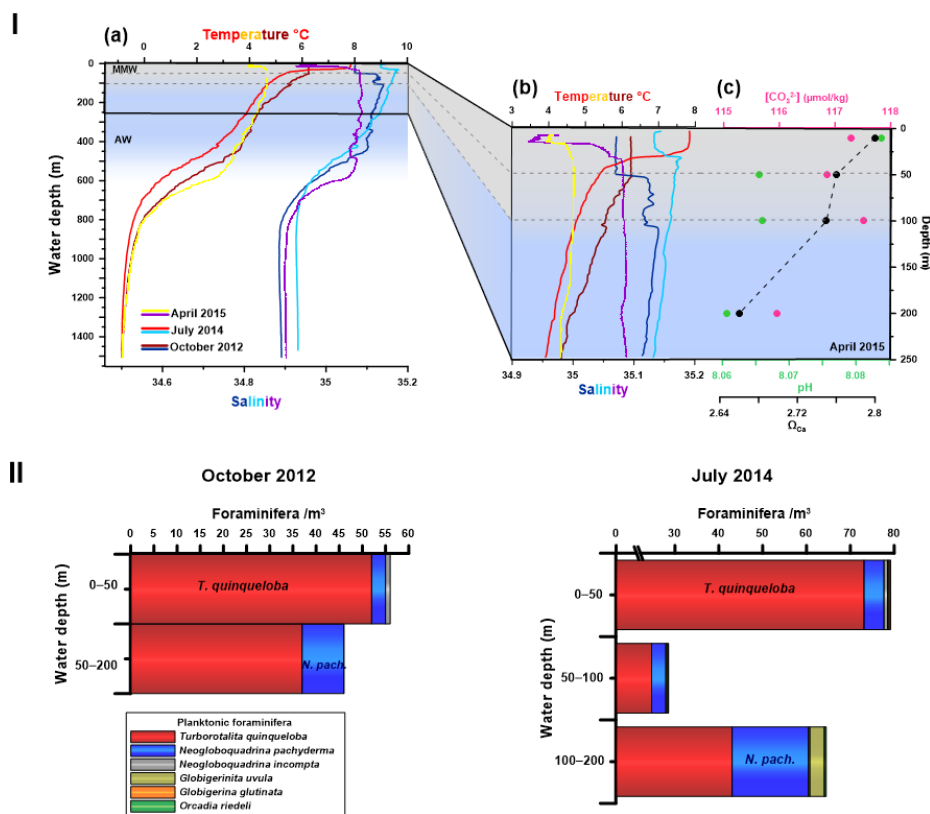 I
(a)
Temperature °C
0 2 4 6 8 10
MMW
AW
0
200
400
600
800
1000
1200
1400
Water depth (m)
April 2015
July 2014
October 2012
34.6 34.8 35 35.2
Salinity
(b)
Temperature °C
3 4 5 6 7 8
34.9 35 35.1 35.2
Salinity
(c)
[CO₃²⁻] (μmol/kg)
115 116 117 118
0
50
100
150
200
250
Depth (m)
April 2015
8.06 8.07 8.08
pH
2.64 2.72 2.8
Ω_Ca
II
October 2012
Foraminifera /m³
0 5 10 15 20 25 30 35 40 45 50 55 60
Water depth (m)
0–50
T. quinqueloba
50–200
N. pach.
Planktonic foraminifera
Turborotalita quinqueloba
Neogloboquadrina pachyderma
Neogloboquadrina incompta
Globigerinita uvula
Globigerina glutinata
Orcadia riedeli
July 2014
Foraminifera /m³
0 30 40 50 60 70 80
Water depth (m)
0–50
T. quinqueloba
50–100
100–200
N. pach.